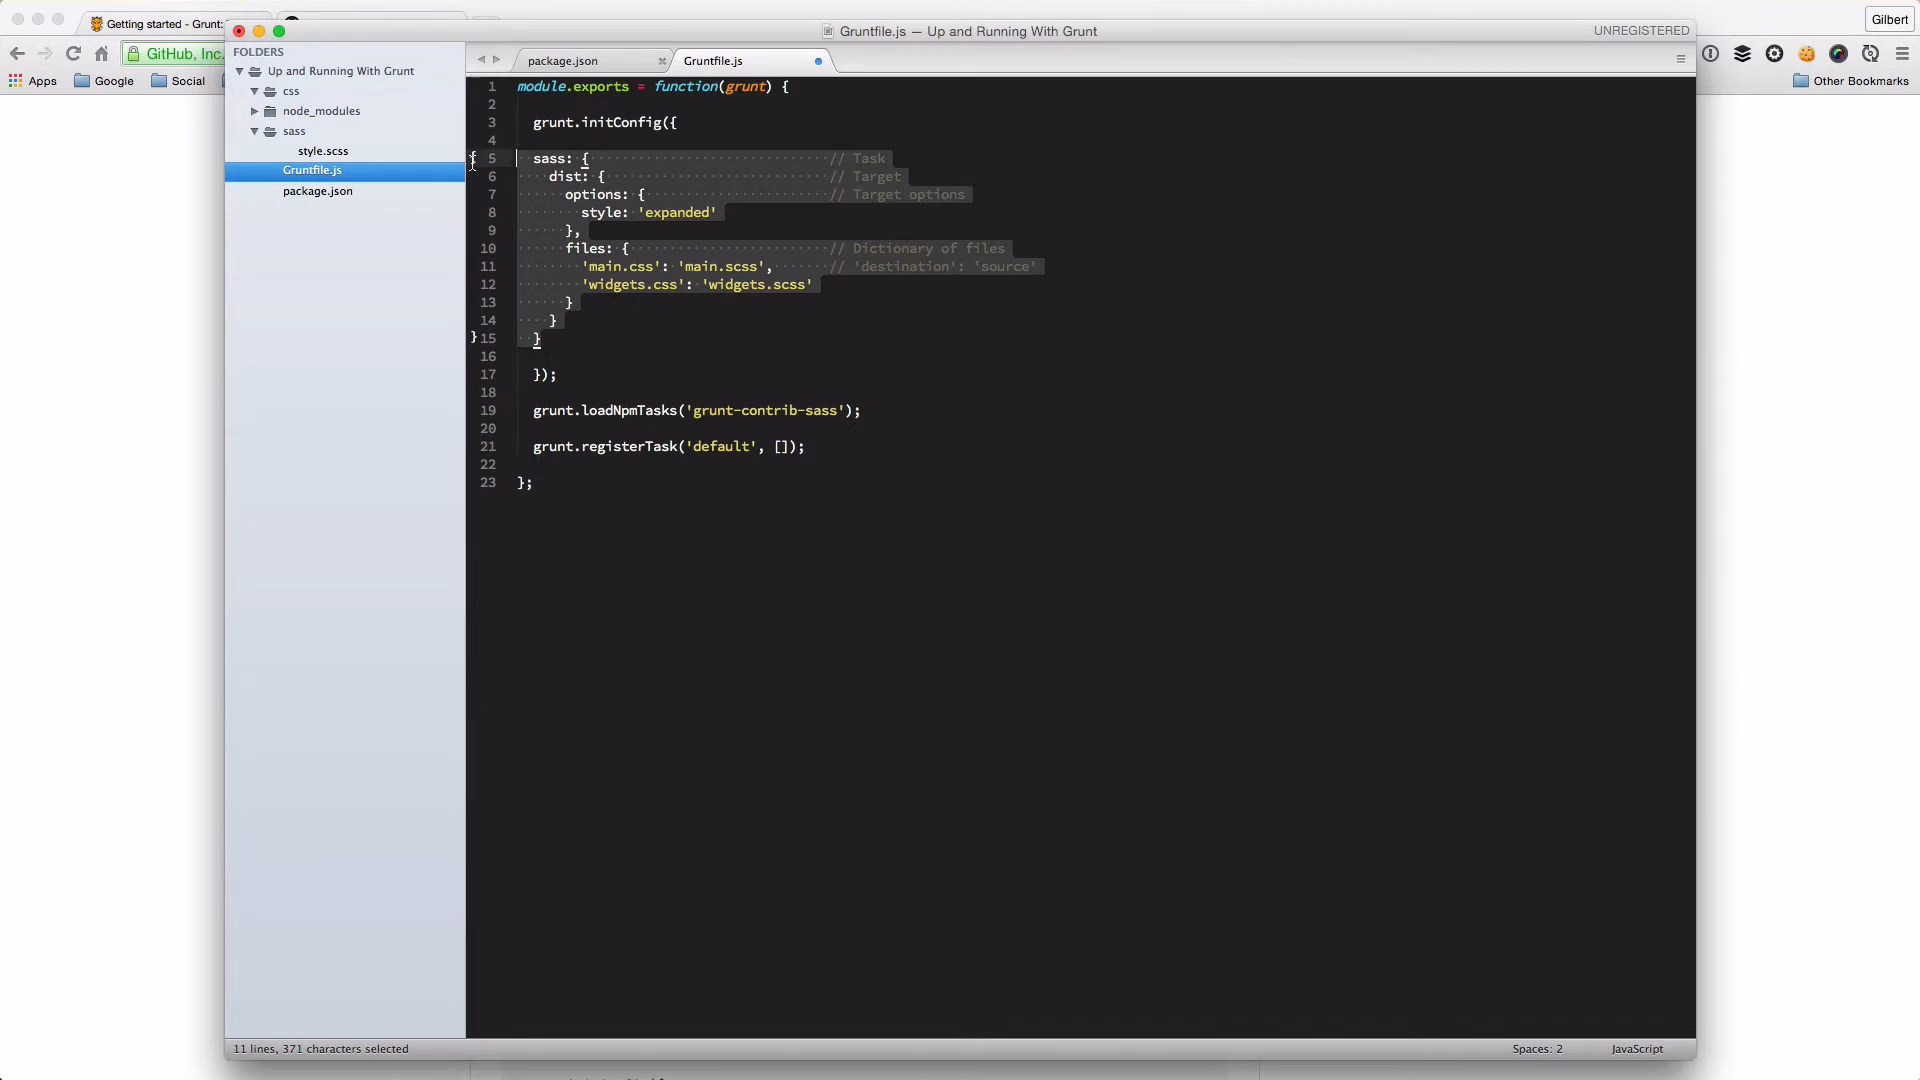 Getting started - Grunt:
Gruntfile.js — Up and Running With Grunt
UNREGISTERED
Gilbert
GitHub, Inc.
Apps
Google
Social
Other Bookmarks
FOLDERS
Up and Running With Grunt
css
node_modules
sass
style.scss
Gruntfile.js
package.json
package.json
Gruntfile.js
1 module.exports = function(grunt) {
2
3 grunt.initConfig({
4
5 sass: { // Task
6 dist: { // Target
7 options: { // Target options
8 style: 'expanded'
9 },
10 files: { // Dictionary of files
11 'main.css': 'main.scss', // 'destination': 'source'
12 'widgets.css': 'widgets.scss'
13 }
14 }
15 }
16
17 });
18
19 grunt.loadNpmTasks('grunt-contrib-sass');
20
21 grunt.registerTask('default', []);
22
23 };
11 lines, 371 characters selected
Spaces: 2
JavaScript